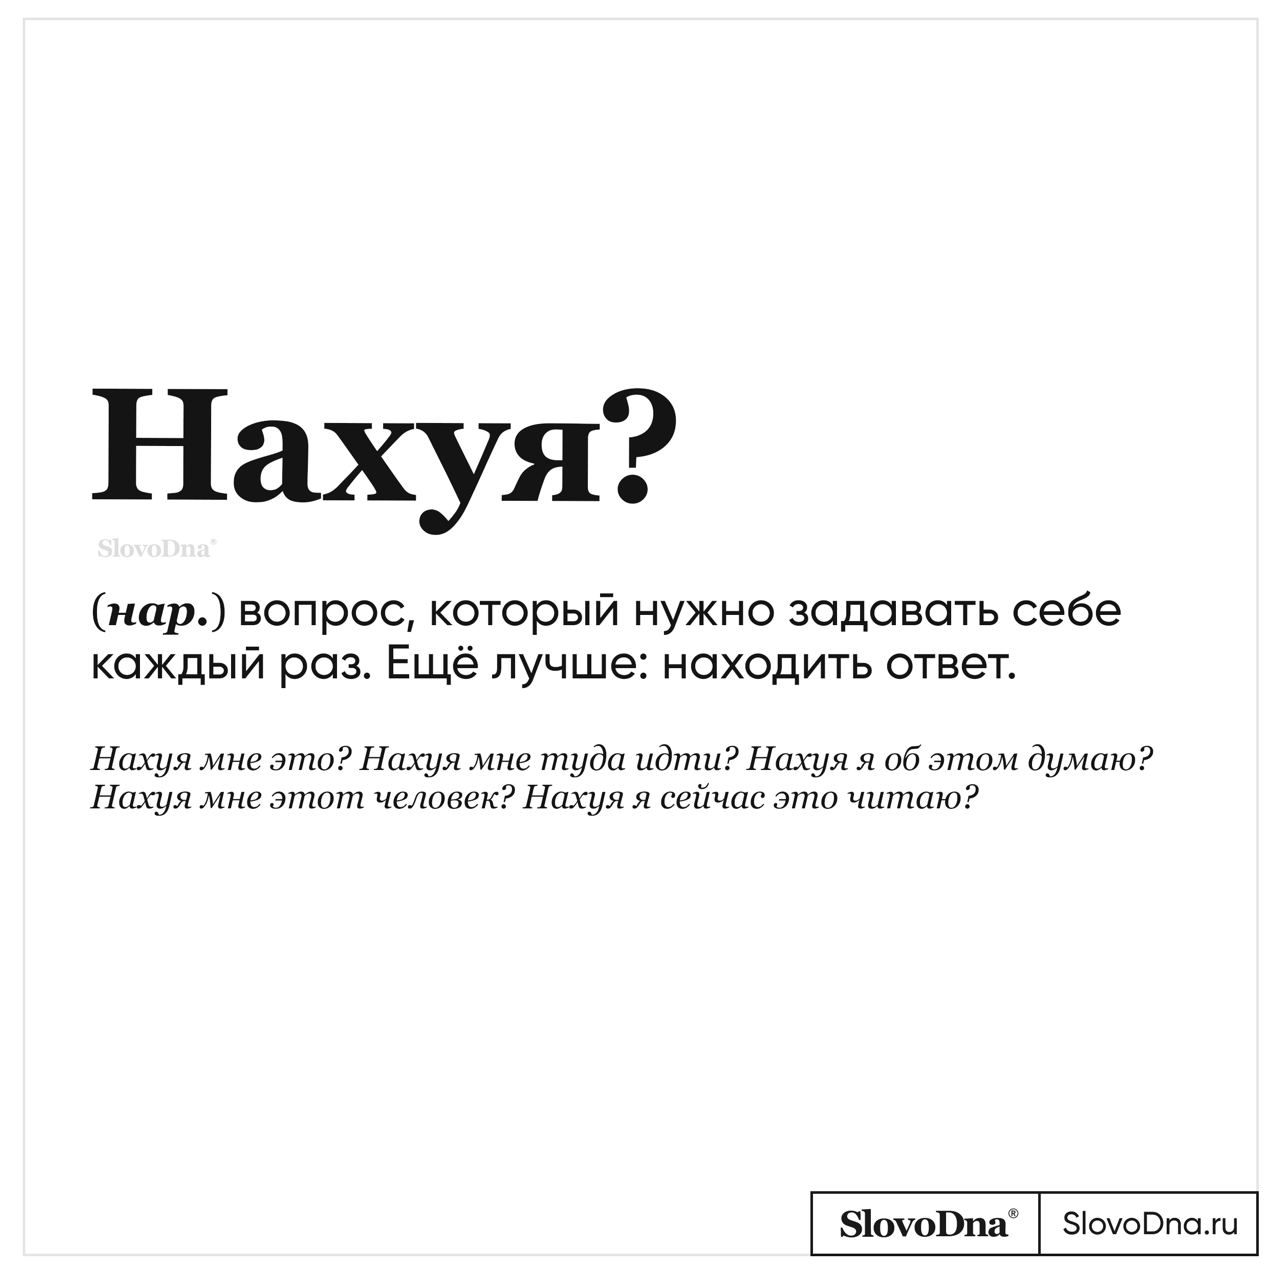 Нахуя?
SlovoDna®
(нар.) вопрос, который нужно задавать себе
каждый раз. Ещё лучше: находить ответ.
Нахуя мне это? Нахуя мне туда идти? Нахуя я об этом думаю?
Нахуя мне этот человек? Нахуя я сейчас это читаю?
SlovoDna® SlovoDna.ru